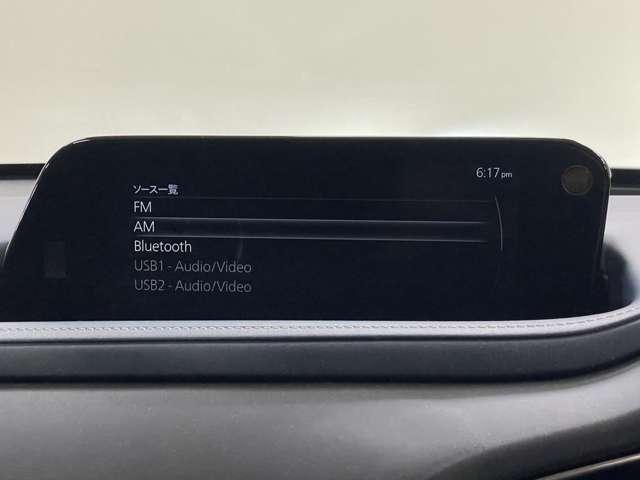 6:17 pm
ソース一覧
FM
AM
Bluetooth
USB1 - Audio/Video
USB2 - Audio/Video